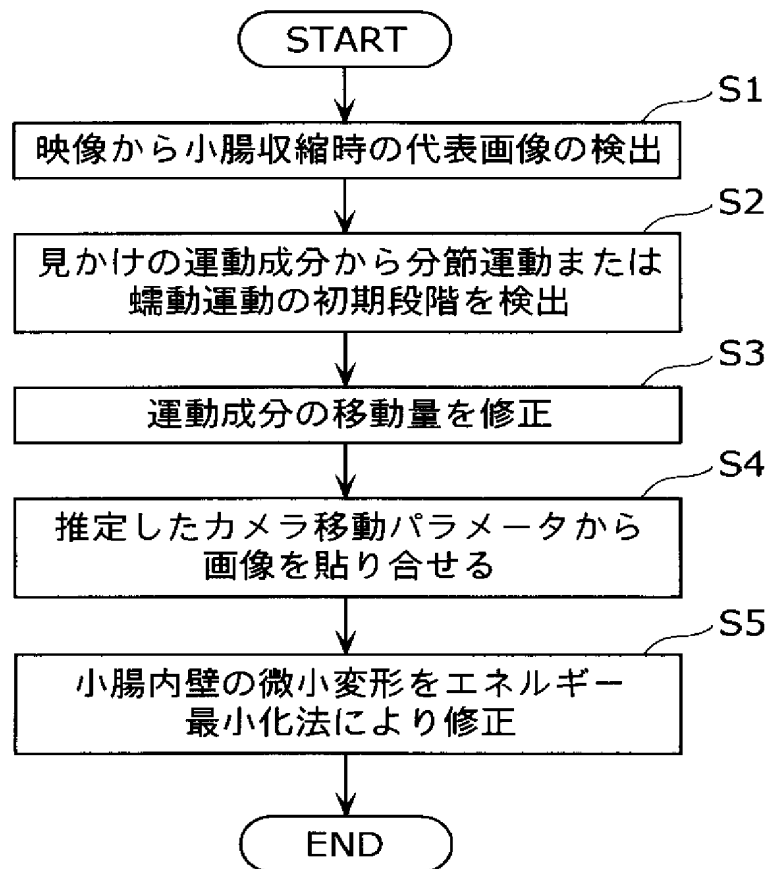 START
S1
映像から小腸収縮時の代表画像の検出
S2
見かけの運動成分から分節運動または
蠕動運動の初期段階を検出
S3
運動成分の移動量を修正
S4
推定したカメラ移動パラメータから
画像を貼り合せる
S5
小腸内壁の微小変形をエネルギー
最小化法により修正
END